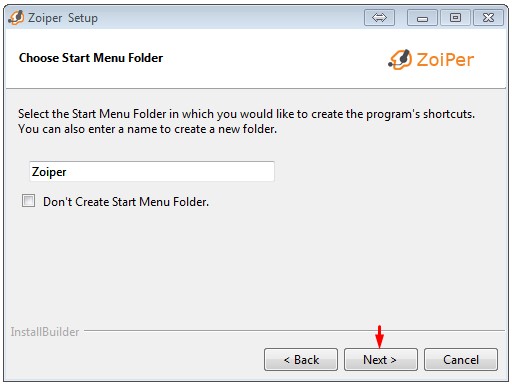 Zoiper Setup
Choose Start Menu Folder
ZoiPer
Select the Start Menu Folder in which you would like to create the program's shortcuts.
You can also enter a name to create a new folder.
Zoiper
Don't Create Start Menu Folder.
InstallBuilder
< Back
Next >
Cancel